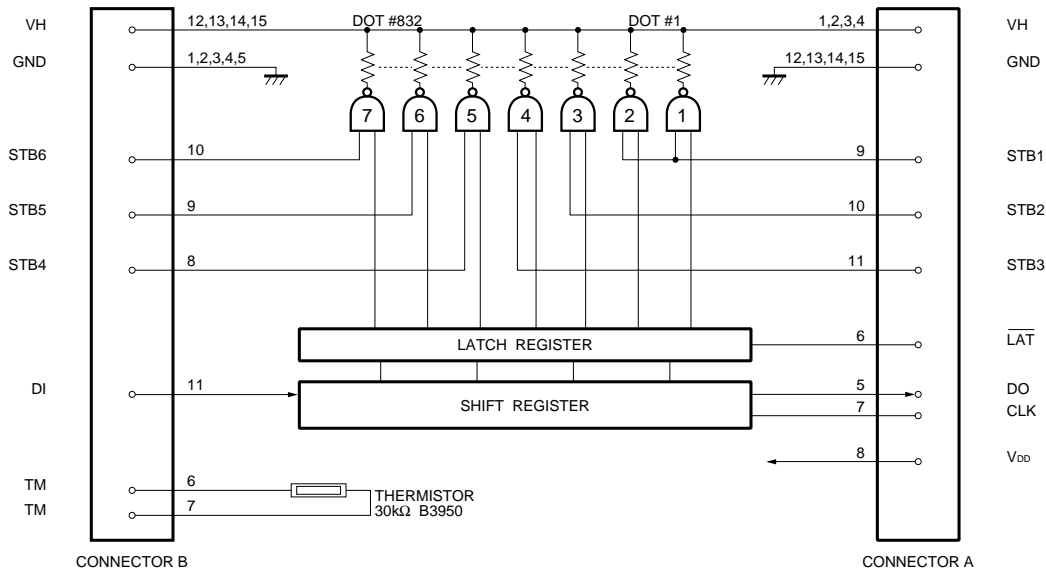 VH 12,13,14,15 DOT #832 DOT #1 1,2,3,4 VH
GND 1,2,3,4,5 12,13,14,15 GND
7 6 5 4 3 2 1
STB6 10 9 STB1
STB5 9 10 STB2
STB4 8 11 STB3
LATCH REGISTER 6 LAT
DI 11 SHIFT REGISTER 5 DO
7 CLK
8 VDD
TM 6
THERMISTOR
TM 7 30kΩ B3950
CONNECTOR B CONNECTOR A